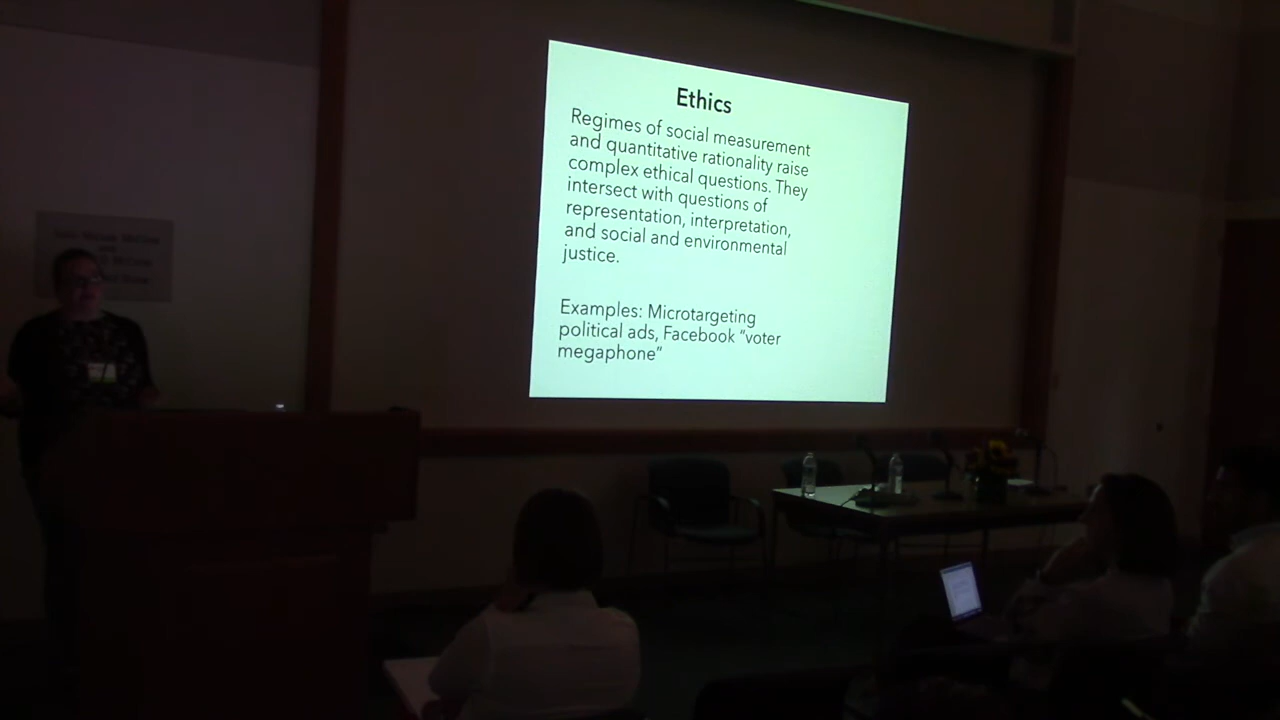 Ethics
Regimes of social measurement
and quantitative rationality raise
complex ethical questions. They
intersect with questions of
representation, interpretation,
and social and environmental
justice.
Examples: Microtargeting
political ads, Facebook “voter
megaphone”